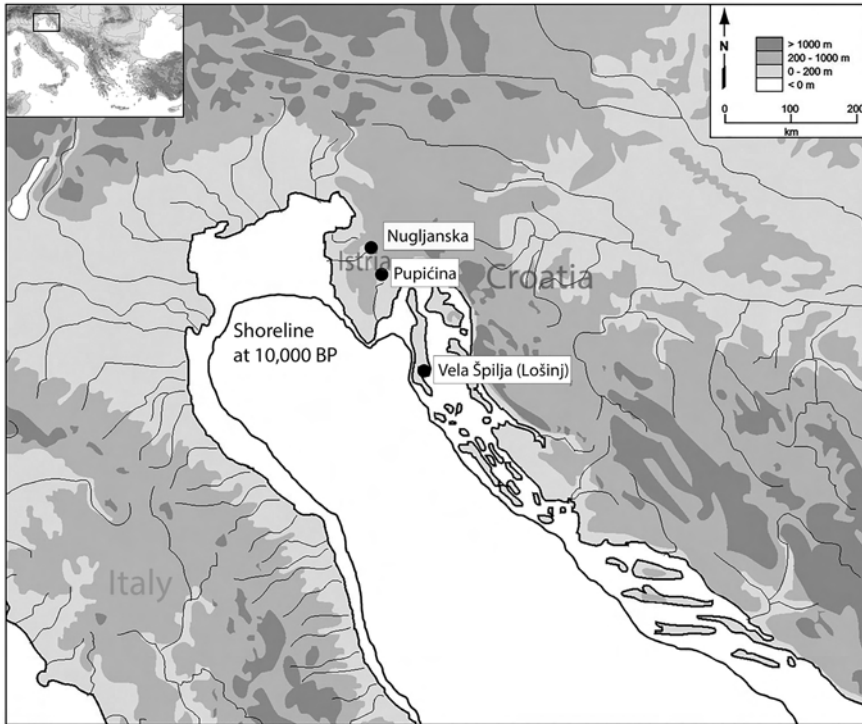 N
> 1000 m
200 - 1000 m
0 - 200 m
< 0 m
0 100 200
km
Nugljanska
Istria
Pupićina
Croatia
Shoreline
at 10,000 BP
Vela Špilja (Lošinj)
Italy